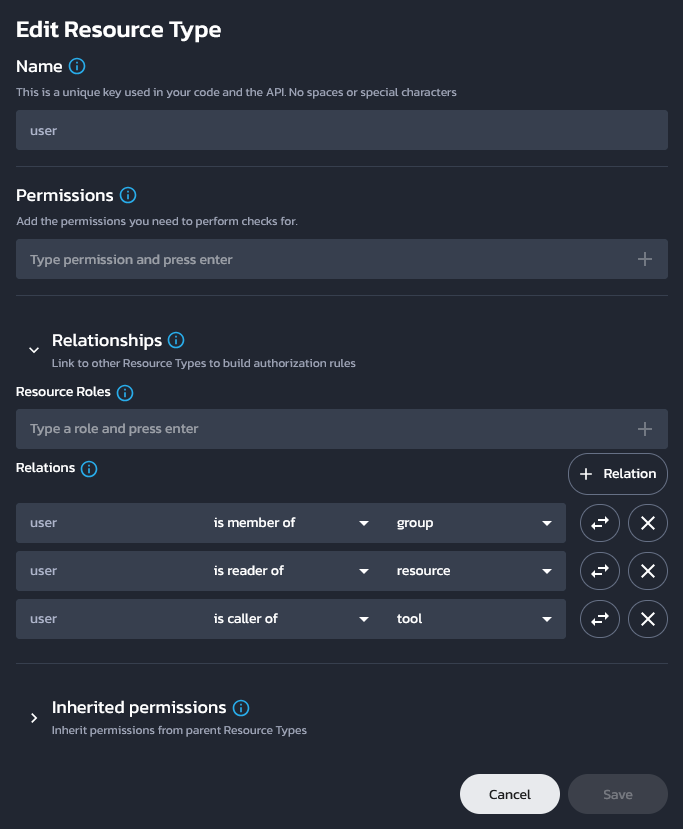 Edit Resource Type
Name
This is a unique key used in your code and the API. No spaces or special characters
user
Permissions
Add the permissions you need to perform checks for.
Type permission and press enter
Relationships
Link to other Resource Types to build authorization rules
Resource Roles
Type a role and press enter
Relations
+ Relation
user is member of group
user is reader of resource
user is caller of tool
Inherited permissions
Inherit permissions from parent Resource Types
Cancel Save